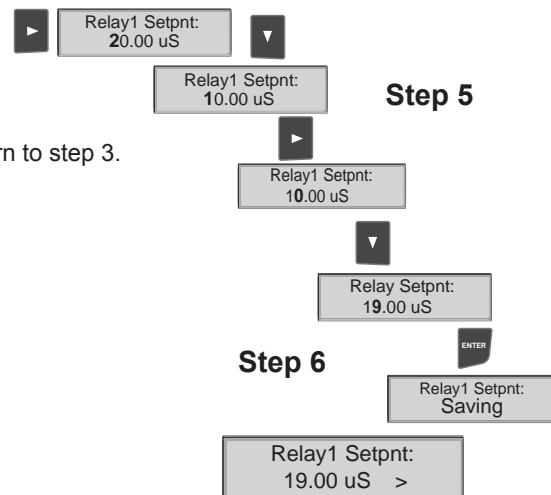 Relay1 Setpnt:
20.00 uS
Relay1 Setpnt:
10.00 uS
Step 5
rn to step 3.
Relay1 Setpnt:
10.00 uS
Relay Setpnt:
19.00 uS
ENTER
Step 6
Relay1 Setpnt:
Saving
Relay1 Setpnt:
19.00 uS >